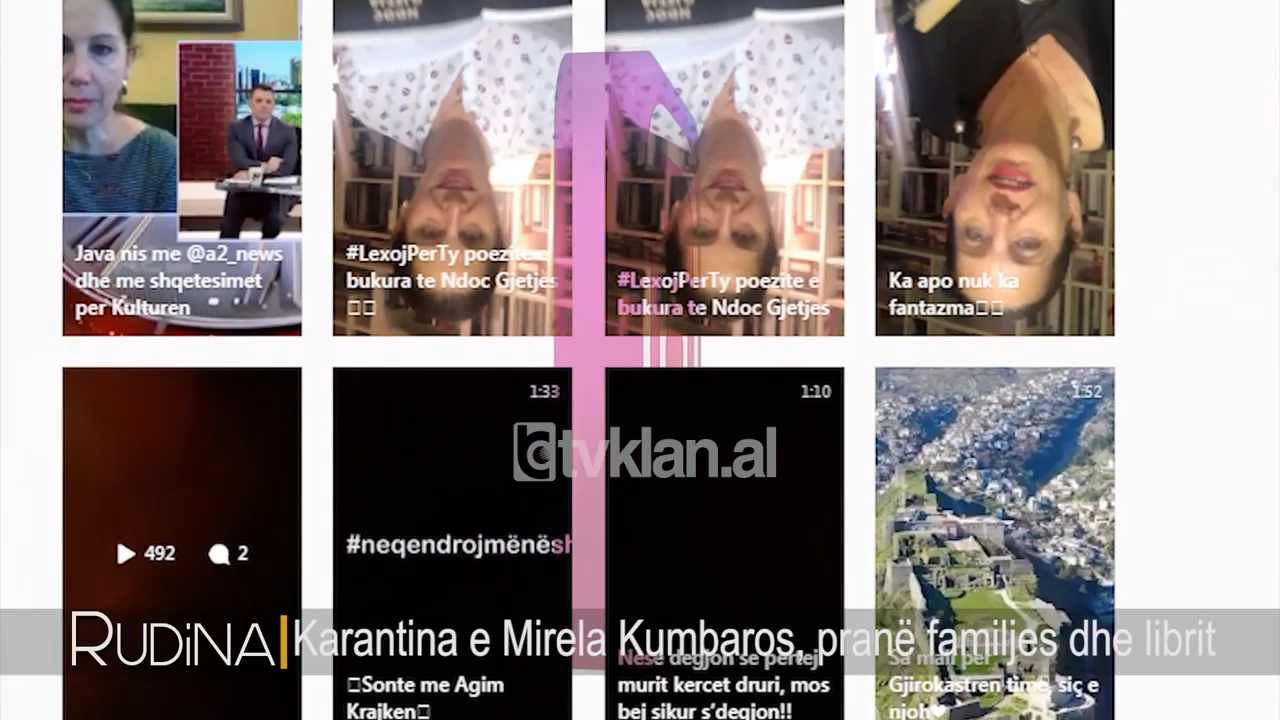 Java nis me @a2_news
dhe me shqetesimet
per Kulturen
#LexojPerTy poezite e
bukura te Ndoc Gjetjes
#LexojPerTy poezite e
bukura te Ndoc Gjetjes
Ka apo nuk ka
fantazma
492
2
1:33
#neqendrojmënësh
Sonte me Agim
Krajken
1:10
Nese degjon se pertej
murit kercet druri, mos
bej sikur s'degjon!!
1:52
Sa mall per
Gjirokastren time, siç e
njoh
tvklan.al
RUDiNA
Karantina e Mirela Kumbaros, pranë familjes dhe librit